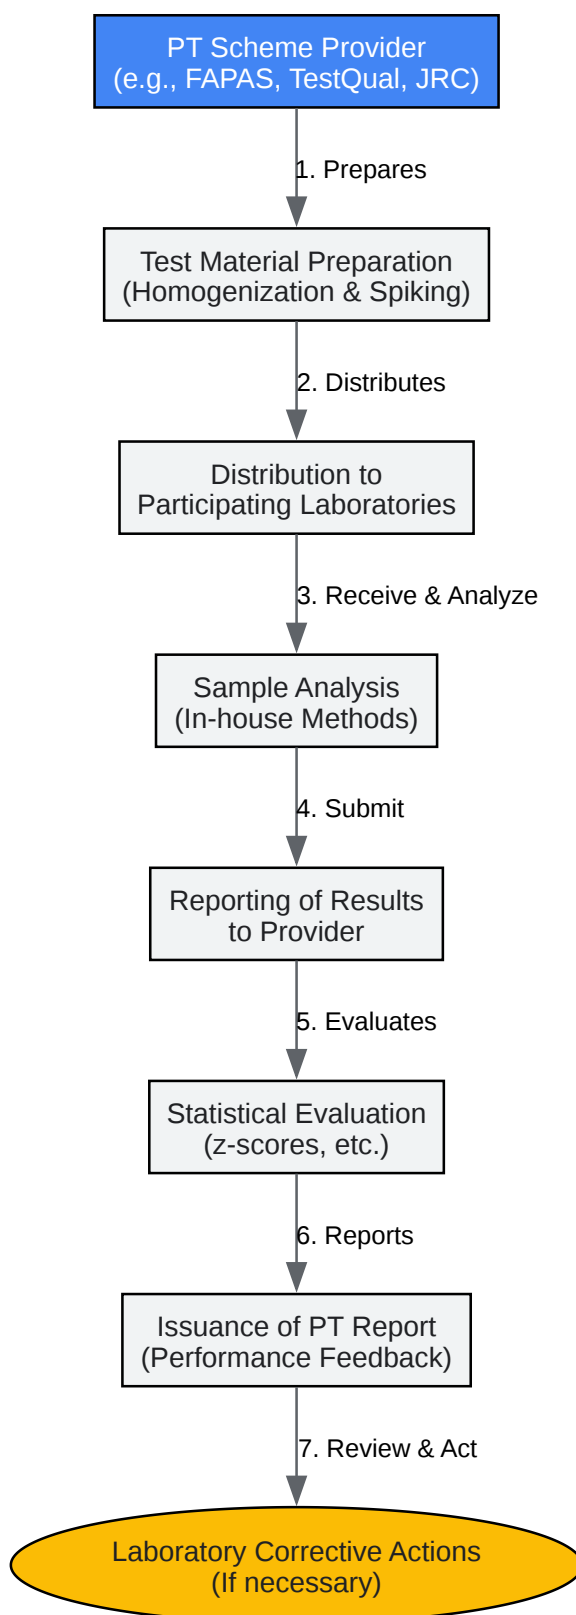 PT Scheme Provider
(e.g., FAPAS, TestQual, JRC)
1. Prepares
Test Material Preparation
(Homogenization & Spiking)
2. Distributes
Distribution to
Participating Laboratories
3. Receive & Analyze
Sample Analysis
(In-house Methods)
4. Submit
Reporting of Results
to Provider
5. Evaluates
Statistical Evaluation
(z-scores, etc.)
6. Reports
Issuance of PT Report
(Performance Feedback)
7. Review & Act
Laboratory Corrective Actions
(If necessary)